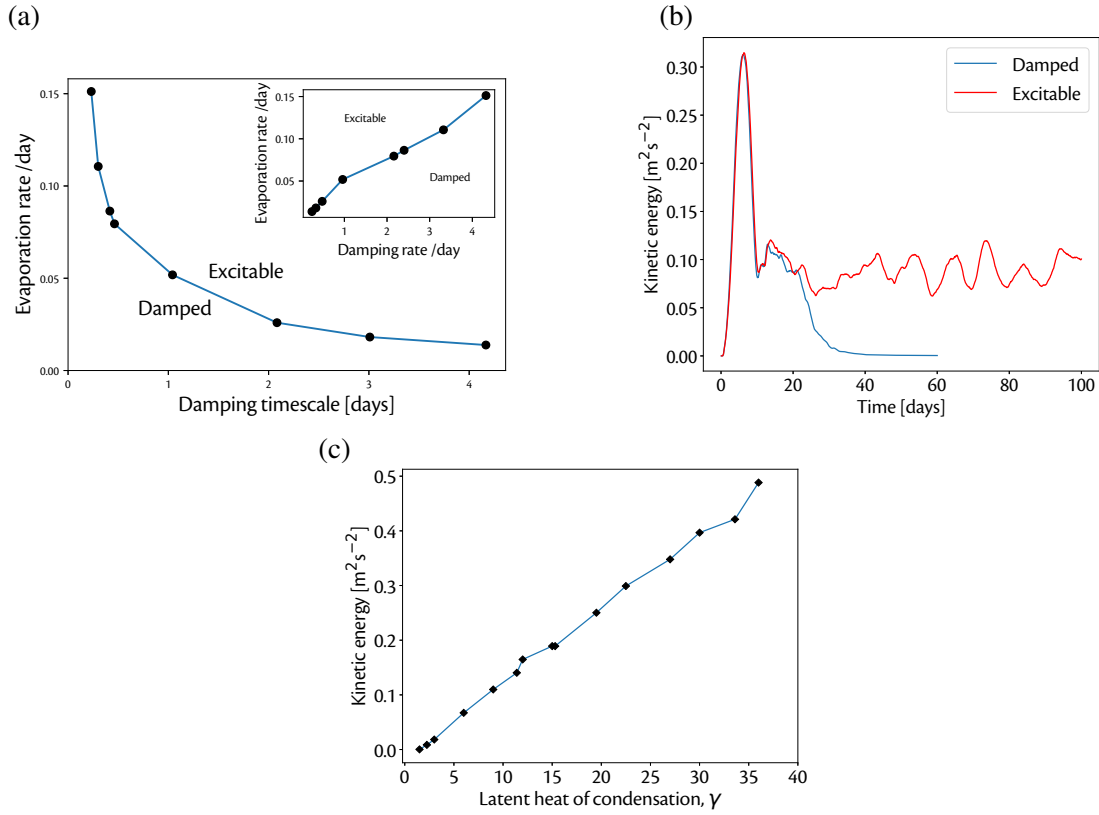 (a)
Evaporation rate /day
0.15
0.10
0.05
0.00
0
1
2
3
4
Damping timescale [days]
Excitable
Damped
Evaporation rate /day
0.15
0.10
0.05
1
2
3
4
Damping rate /day
Excitable
Damped
(b)
Kinetic energy [m²s⁻²]
0.30
0.25
0.20
0.15
0.10
0.05
0.00
0
20
40
60
80
100
Time [days]
Damped
Excitable
(c)
Kinetic energy [m²s⁻²]
0.5
0.4
0.3
0.2
0.1
0.0
0
5
10
15
20
25
30
35
40
Latent heat of condensation, γ